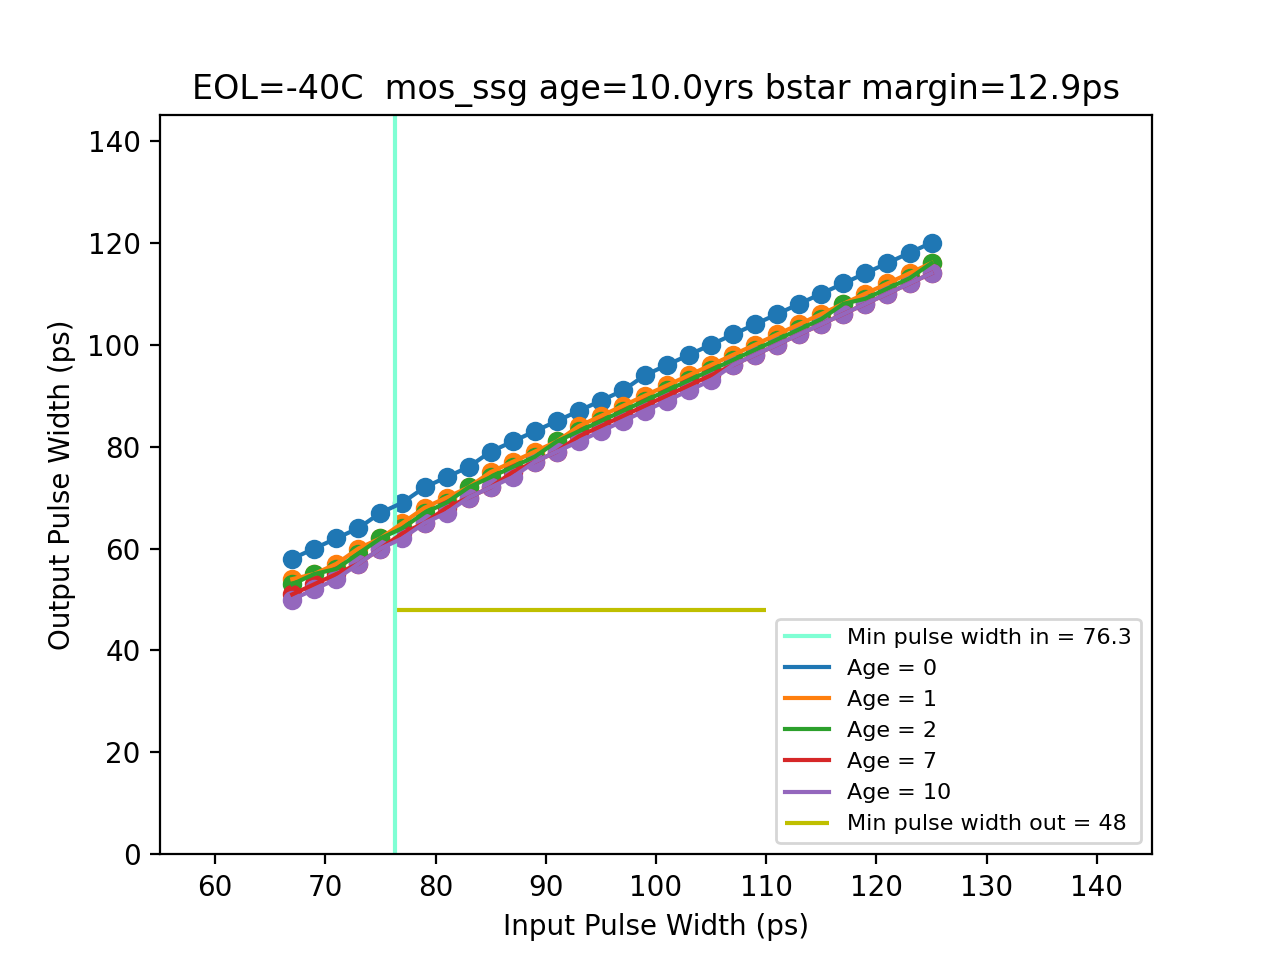 EOL=-40C  mos_ssg age=10.0yrs bstar margin=12.9ps
140
120
100
80
60
40
20
0
Output Pulse Width (ps)
Min pulse width in = 76.3
Age = 0
Age = 1
Age = 2
Age = 7
Age = 10
Min pulse width out = 48
60 70 80 90 100 110 120 130 140
Input Pulse Width (ps)